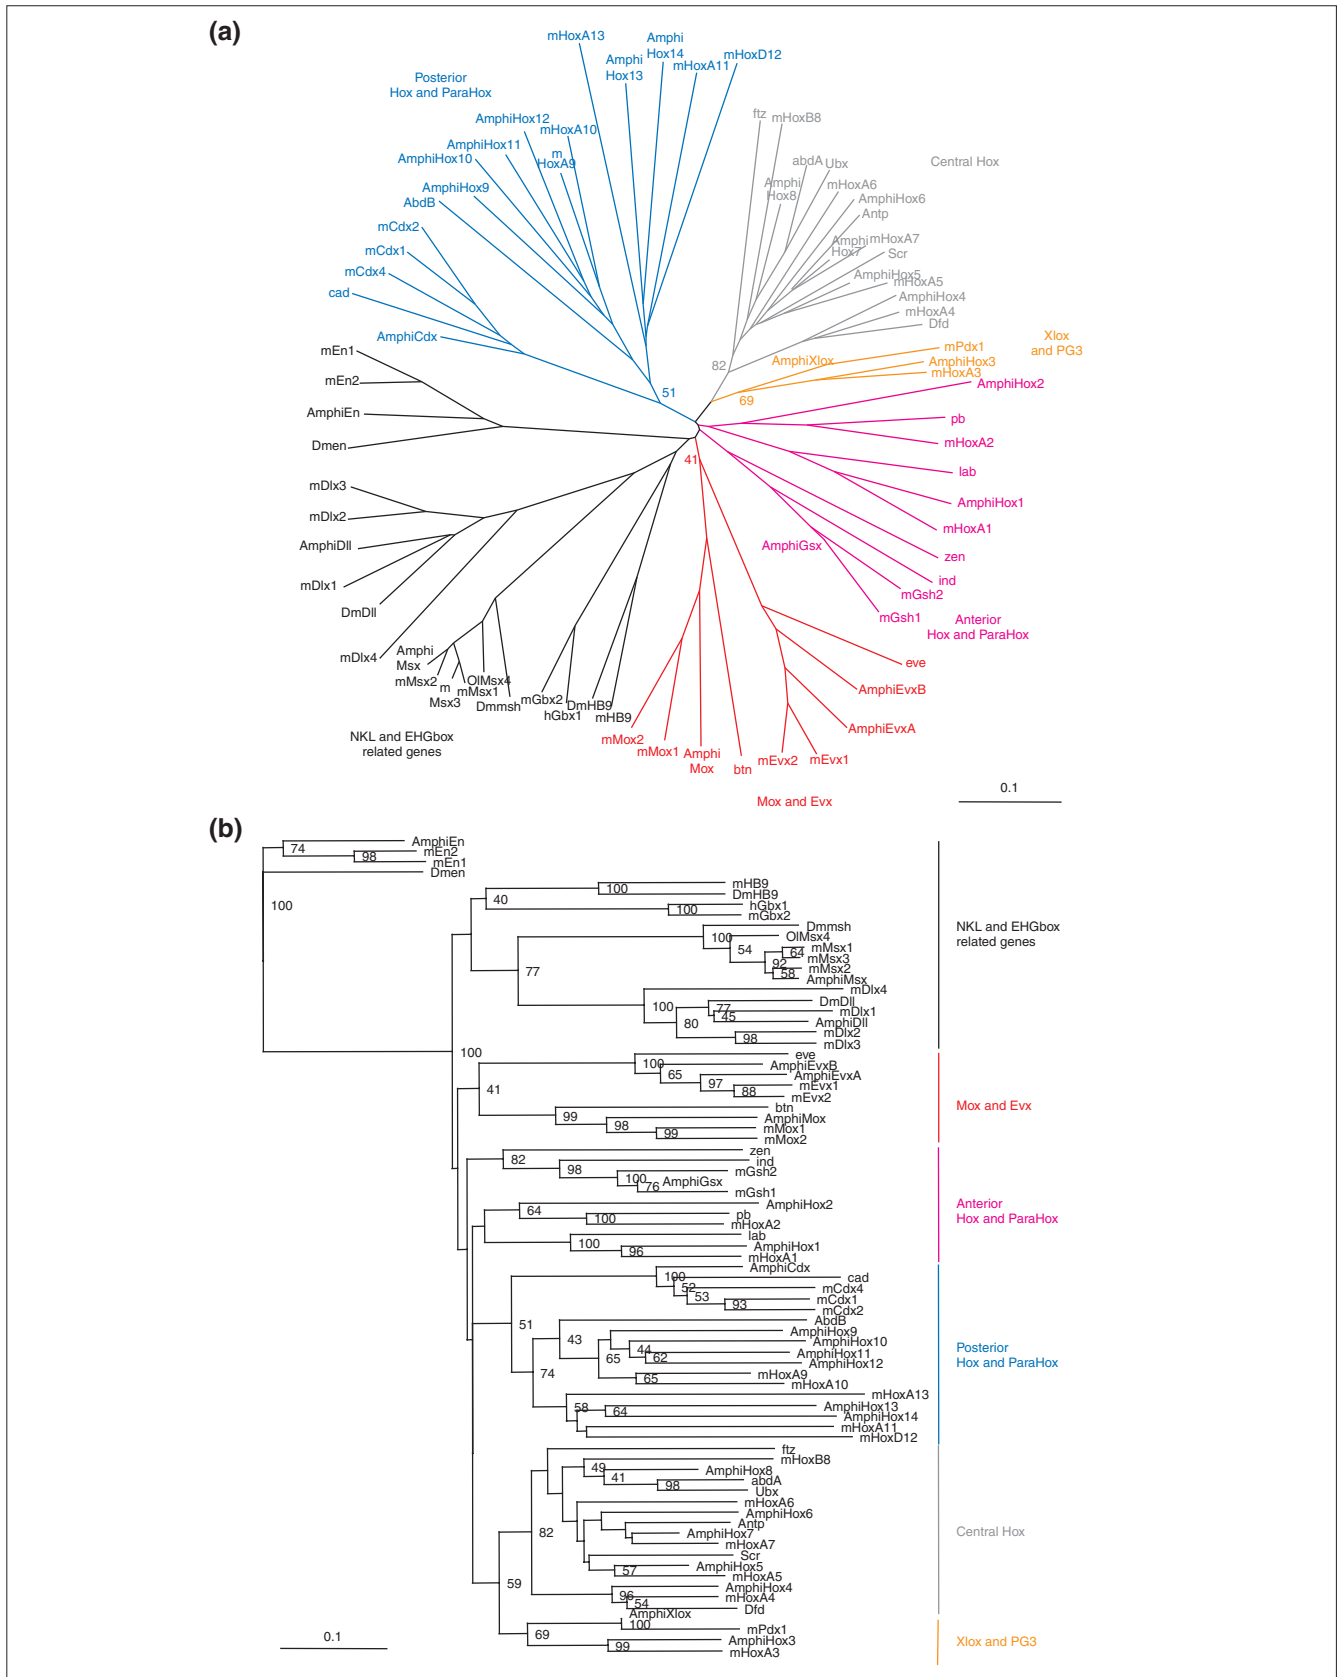 (a)
mHoxA13
Amphi
Hox14
Amphi
Hox13
mHoxA11
mHoxD12
Posterior
Hox and ParaHox
AmphiHox12
mHoxA10
m
HoxA9
AmphiHox11
AmphiHox10
AmphiHox9
AbdB
mCdx2
mCdx1
mCdx4
cad
AmphiCdx
51
ftz
mHoxB8
abdA
Ubx
Central Hox
Amphi
Hox8
mHoxA6
AmphiHox6
Antp
Amphi
Hox7
mHoxA7
Scr
AmphiHox5
mHoxA5
AmphiHox4
mHoxA4
Dfd
82
Xlox
and PG3
mPdx1
AmphiXlox
AmphiHox3
mHoxA3
69
AmphiHox2
pb
mHoxA2
lab
AmphiHox1
mHoxA1
zen
ind
AmphiGsx
mGsh2
mGsh1
Anterior
Hox and ParaHox
mEn1
mEn2
AmphiEn
Dmen
mDlx3
mDlx2
AmphiDll
mDlx1
DmDll
mDlx4
Amphi
Msx
mMsx2
m
Msx3
mMsx1
OlMsx4
Dmmsh
mGbx2
hGbx1
DmHB9
mHB9
NKL and EHGbox
related genes
41
eve
AmphiEvxB
AmphiEvxA
mEvx1
mEvx2
btn
Amphi
Mox
mMox1
mMox2
Mox and Evx
0.1
(b)
AmphiEn
74
mEn2
98
mEn1
Dmen
100
mHB9
100
DmHB9
40
hGbx1
100
mGbx2
Dmmsh
100
OlMsx4
54
mMsx1
64
mMsx3
92
mMsx2
58
AmphiMsx
77
mDlx4
100
DmDll
77
mDlx1
45
AmphiDll
80
mDlx2
98
mDlx3
NKL and EHGbox
related genes
100
eve
100
AmphiEvxB
65
AmphiEvxA
97
mEvx1
88
mEvx2
41
btn
99
AmphiMox
98
mMox1
99
mMox2
Mox and Evx
zen
82
ind
98
mGsh2
100
AmphiGsx
76
mGsh1
AmphiHox2
64
pb
100
mHoxA2
lab
100
AmphiHox1
96
mHoxA1
Anterior
Hox and ParaHox
AmphiCdx
100
cad
52
mCdx4
53
mCdx1
93
mCdx2
51
AbdB
43
AmphiHox9
AmphiHox10
44
AmphiHox11
62
AmphiHox12
65
mHoxA9
65
mHoxA10
74
mHoxA13
58
AmphiHox13
64
AmphiHox14
mHoxA11
mHoxD12
Posterior
Hox and ParaHox
ftz
mHoxB8
49
AmphiHox8
41
abdA
98
Ubx
mHoxA6
AmphiHox6
Antp
AmphiHox7
mHoxA7
82
Scr
AmphiHox5
57
mHoxA5
AmphiHox4
96
mHoxA4
54
Dfd
Central Hox
59
AmphiXlox
100
mPdx1
69
AmphiHox3
99
mHoxA3
Xlox and PG3
0.1